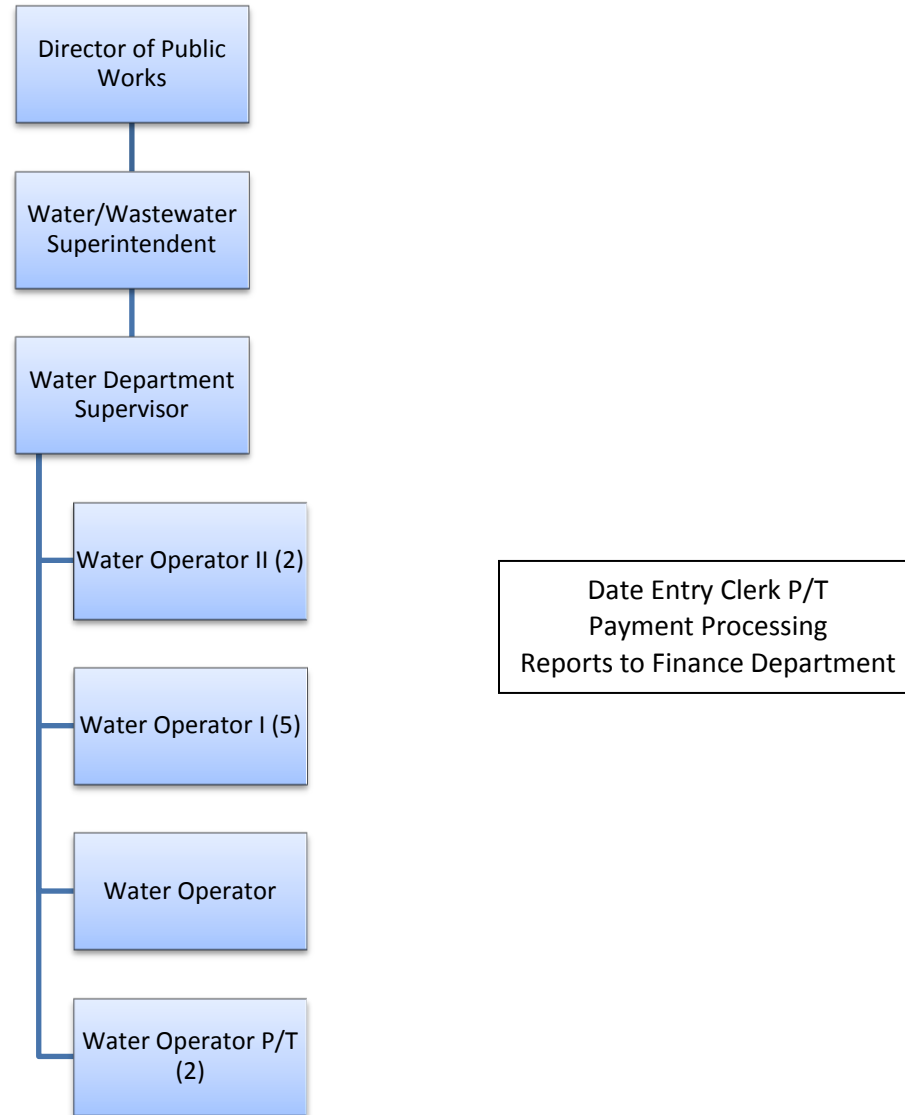 Director of Public
Works
Water/Wastewater
Superintendent
Water Department
Supervisor
Water Operator II (2)
Date Entry Clerk P/T
Payment Processing
Reports to Finance Department
Water Operator I (5)
Water Operator
Water Operator P/T
(2)